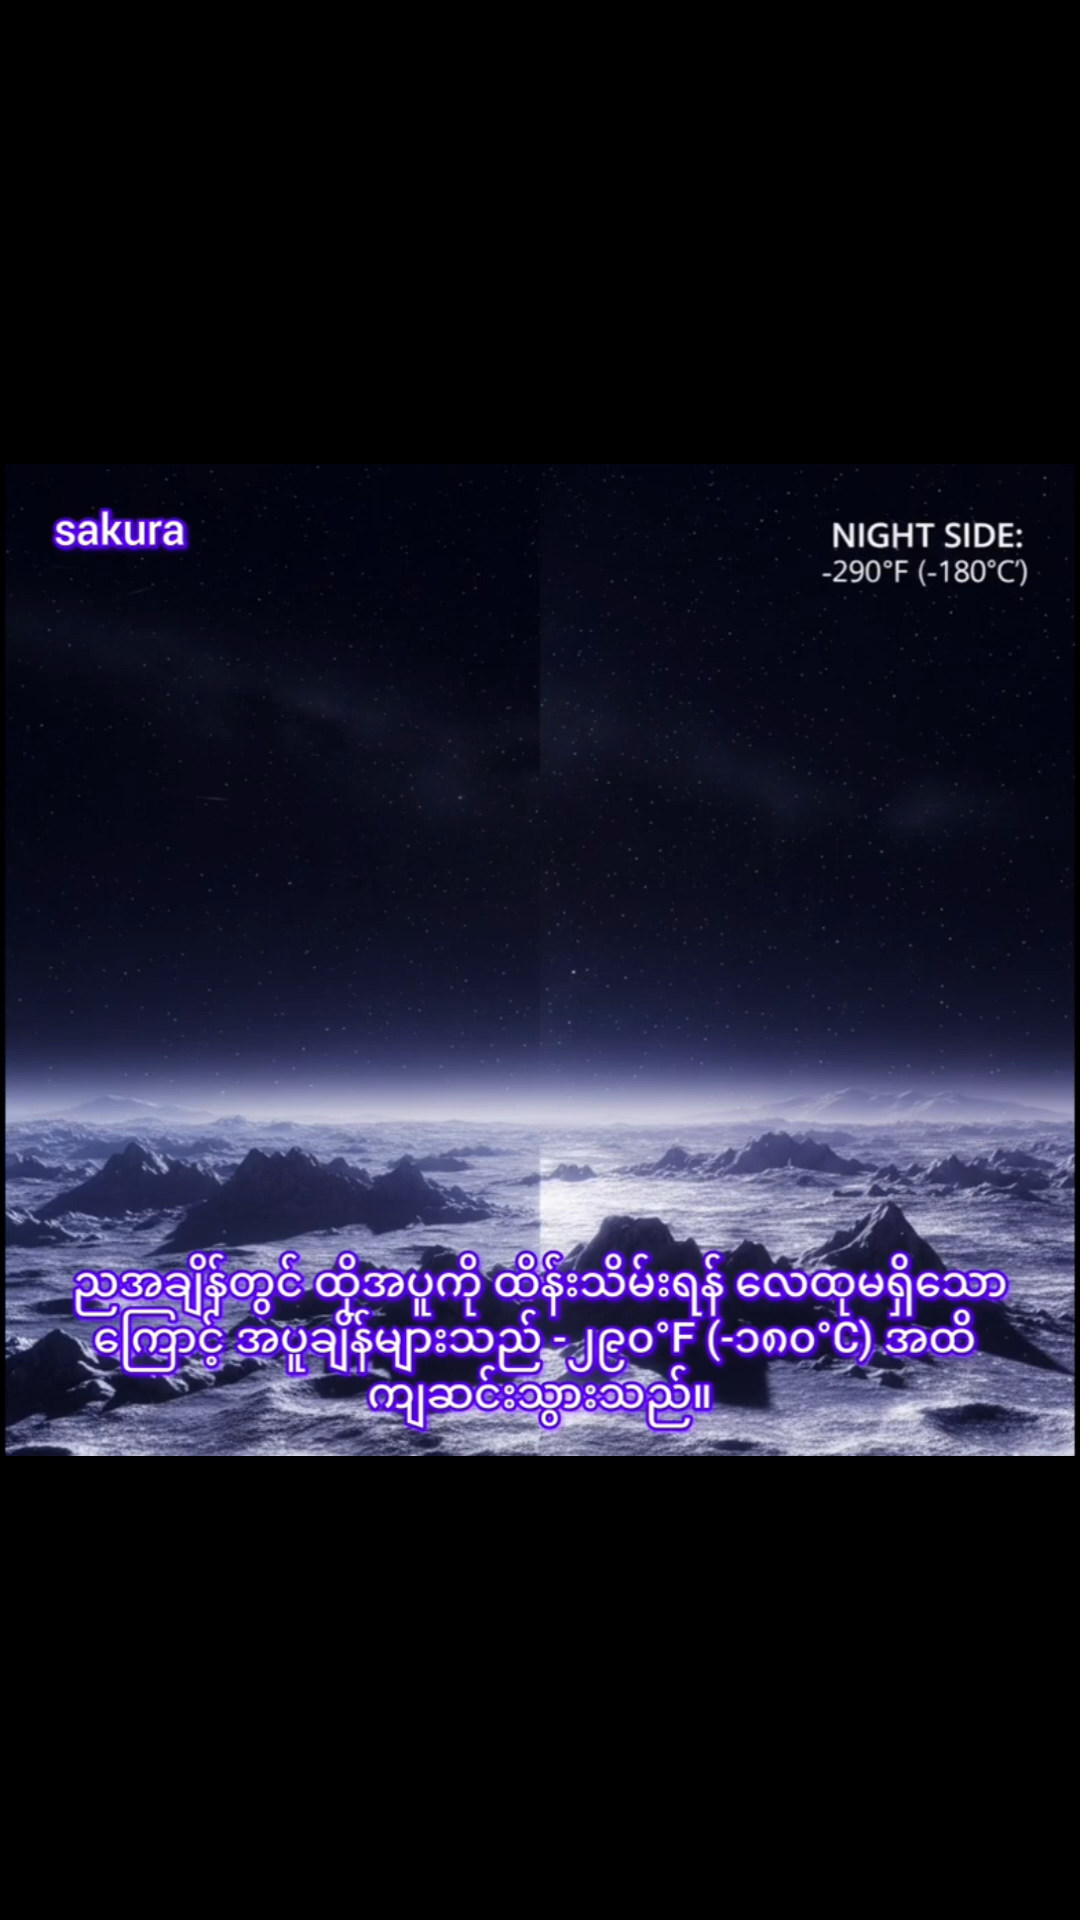 sakura
NIGHT SIDE:
-290°F (-180°C')
ညအချိန်တွင် ထိုအပူကို ထိန်းသိမ်းရန် လေထုမရှိသော
ကြောင့် အပူချိန်များသည် -၂၉၀°F (-၁၈၀°C) အထိ
ကျဆင်းသွားသည်။